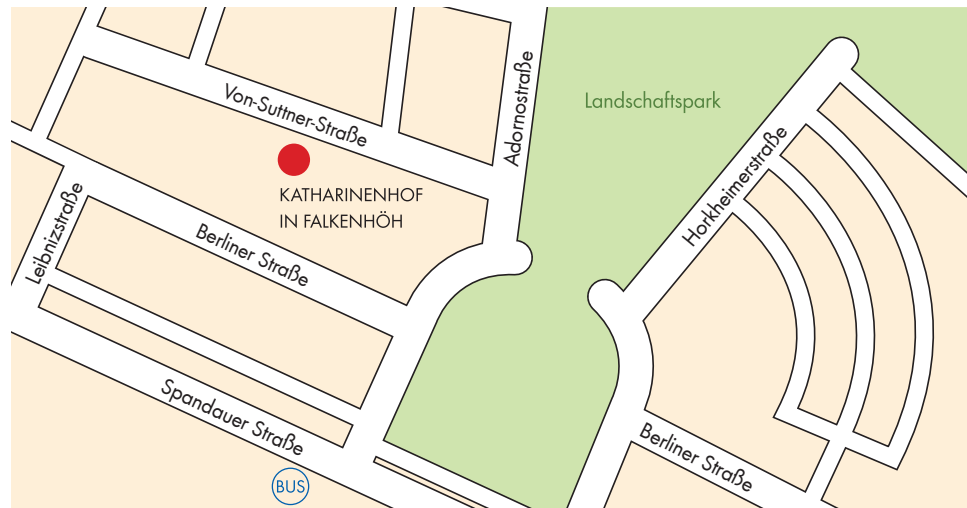 Von-Suttner-Straße
Adornostraße
Landschaftspark
Horkheimerstraße
KATHARINENHOF
IN FALKENHÖH
Leibnizstraße
Berliner Straße
Spandauer Straße
Berliner Straße
BUS